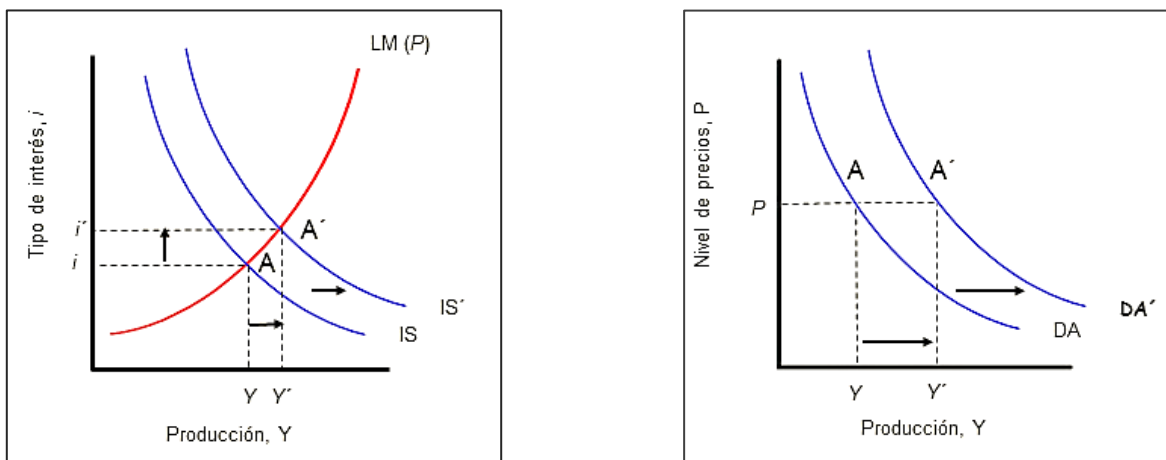 LM (P)
Tipo de interés, i
i´
i
A´
A
IS´
IS
Y
Y´
Producción, Y
Nivel de precios, P
A
A´
P
DA´
DA
Y
Y´
Producción, Y